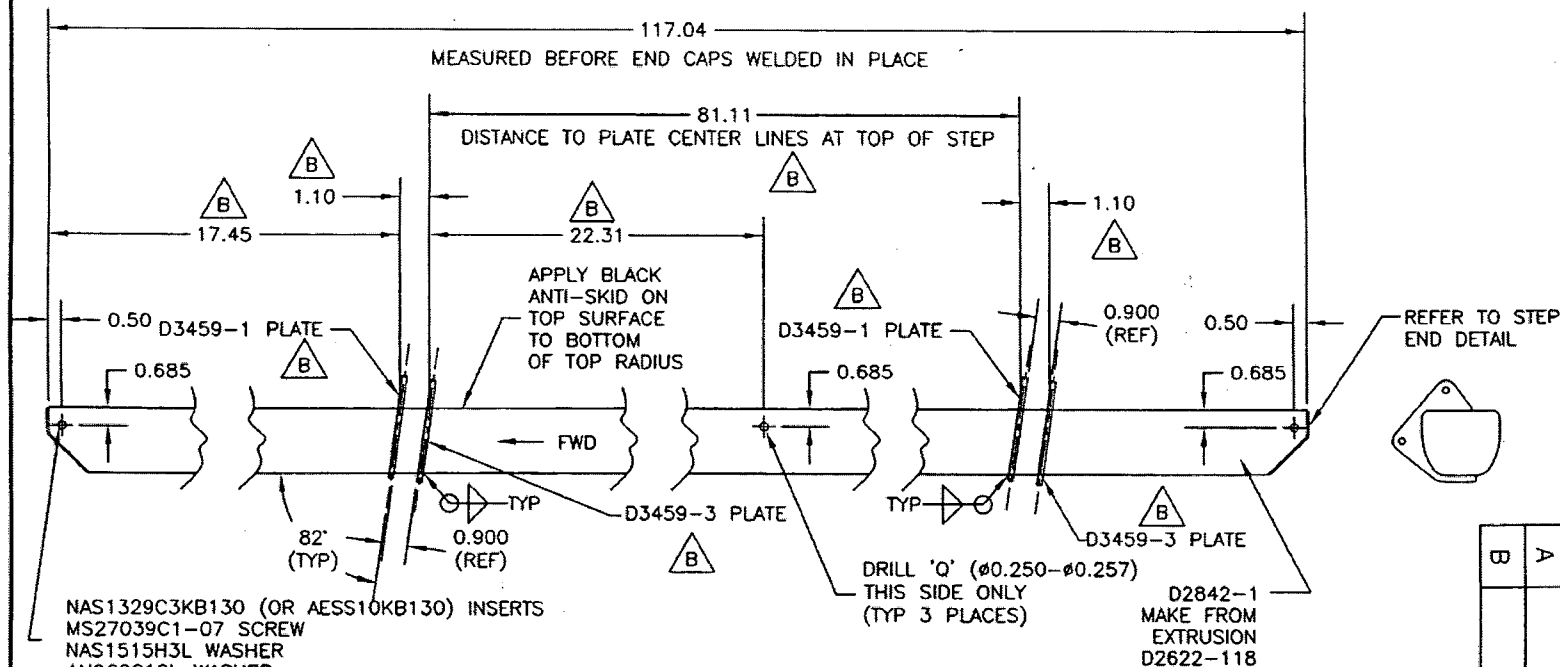 117.04
MEASURED BEFORE END CAPS WELDED IN PLACE
81.11
DISTANCE TO PLATE CENTER LINES AT TOP OF STEP
B
B
1.10
B
17.45
B
22.31
1.10
B
APPLY BLACK
ANTI-SKID ON
TOP SURFACE
TO BOTTOM
OF TOP RADIUS
B
0.50
D3459-1 PLATE
B
D3459-1 PLATE
0.900
(REF)
0.50
REFER TO STEP
END DETAIL
0.685
0.685
0.685
FWD
TYP
D3459-3 PLATE
B
TYP
B
D3459-3 PLATE
82°
(TYP)
0.900
(REF)
DRILL 'Q' (ø0.250-ø0.257)
THIS SIDE ONLY
(TYP 3 PLACES)
D2842-1
MAKE FROM
EXTRUSION
D2622-118
NAS1329C3KB130 (OR AESS10KB130) INSERTS
MS27039C1-07 SCREW
NAS1515H3L WASHER
A
B